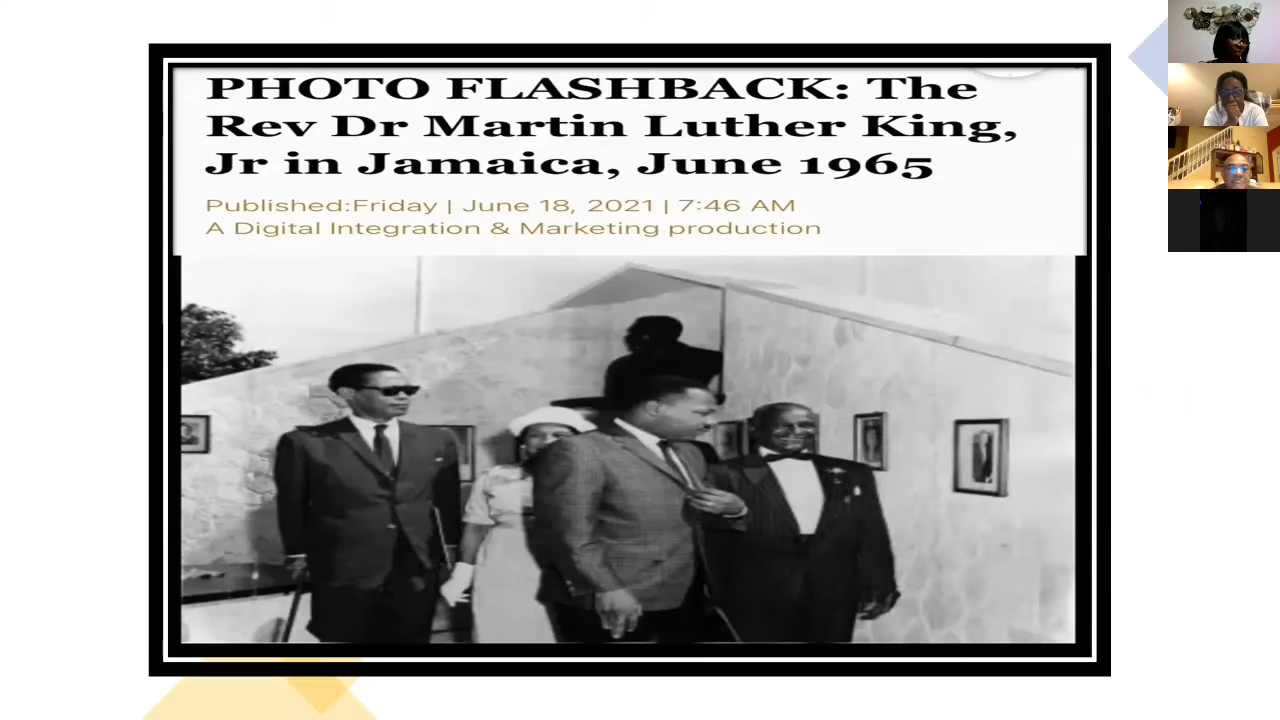 PHOTO FLASHBACK: The
Rev Dr Martin Luther King,
Jr in Jamaica, June 1965
Published:Friday | June 18, 2021 | 7:46 AM
A Digital Integration & Marketing production